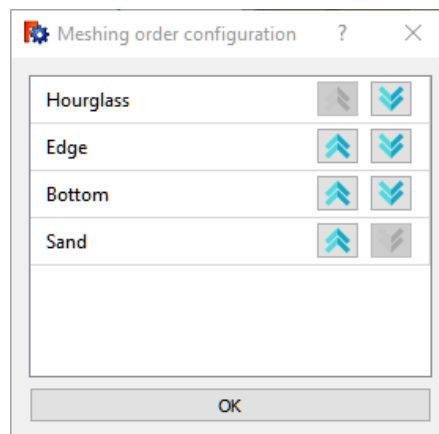 Meshing order configuration ?
Hourglass
Edge
Bottom
Sand
OK